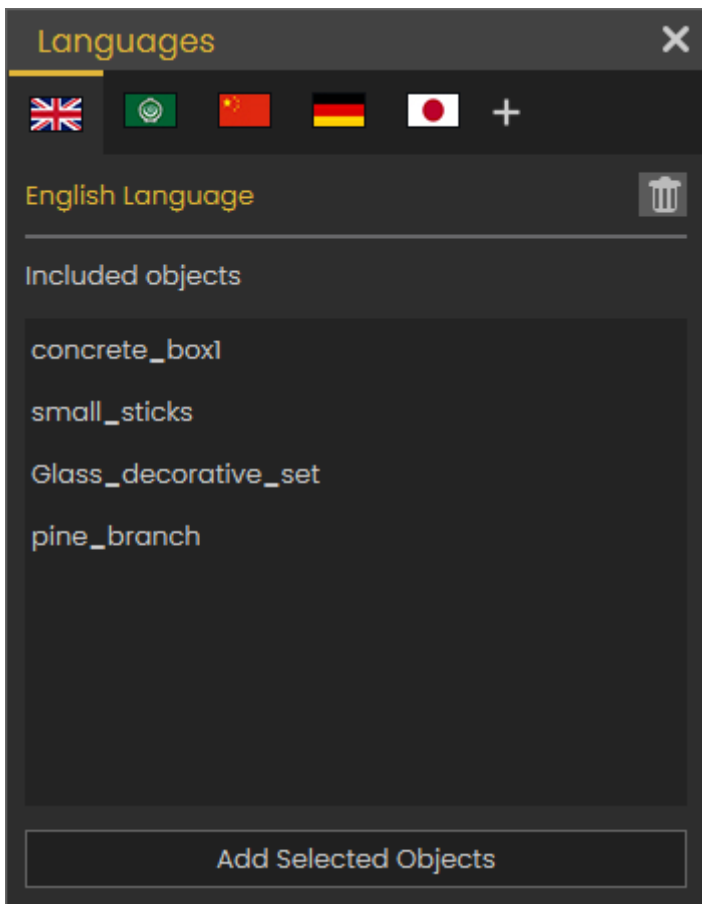 Languages
English Language
Included objects
concrete_box1
small_sticks
Glass_decorative_set
pine_branch
Add Selected Objects